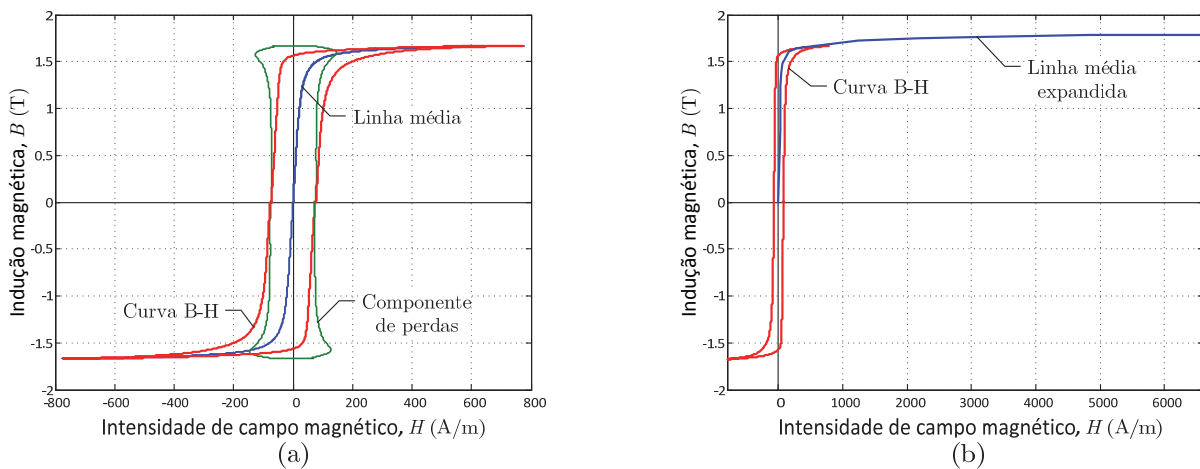 2
1.5
1
0.5
0
-0.5
-1
-1.5
-2
Indução magnética, B (T)
Linha média
Curva B-H
Componente
de perdas
-800
-600
-400
-200
0
200
400
600
800
Intensidade de campo magnético, H (A/m)
(a)
2
1.5
1
0.5
0
-0.5
-1
-1.5
-2
Indução magnética, B (T)
Curva B-H
Linha média
expandida
0
1000
2000
3000
4000
5000
6000
Intensidade de campo magnético, H (A/m)
(b)